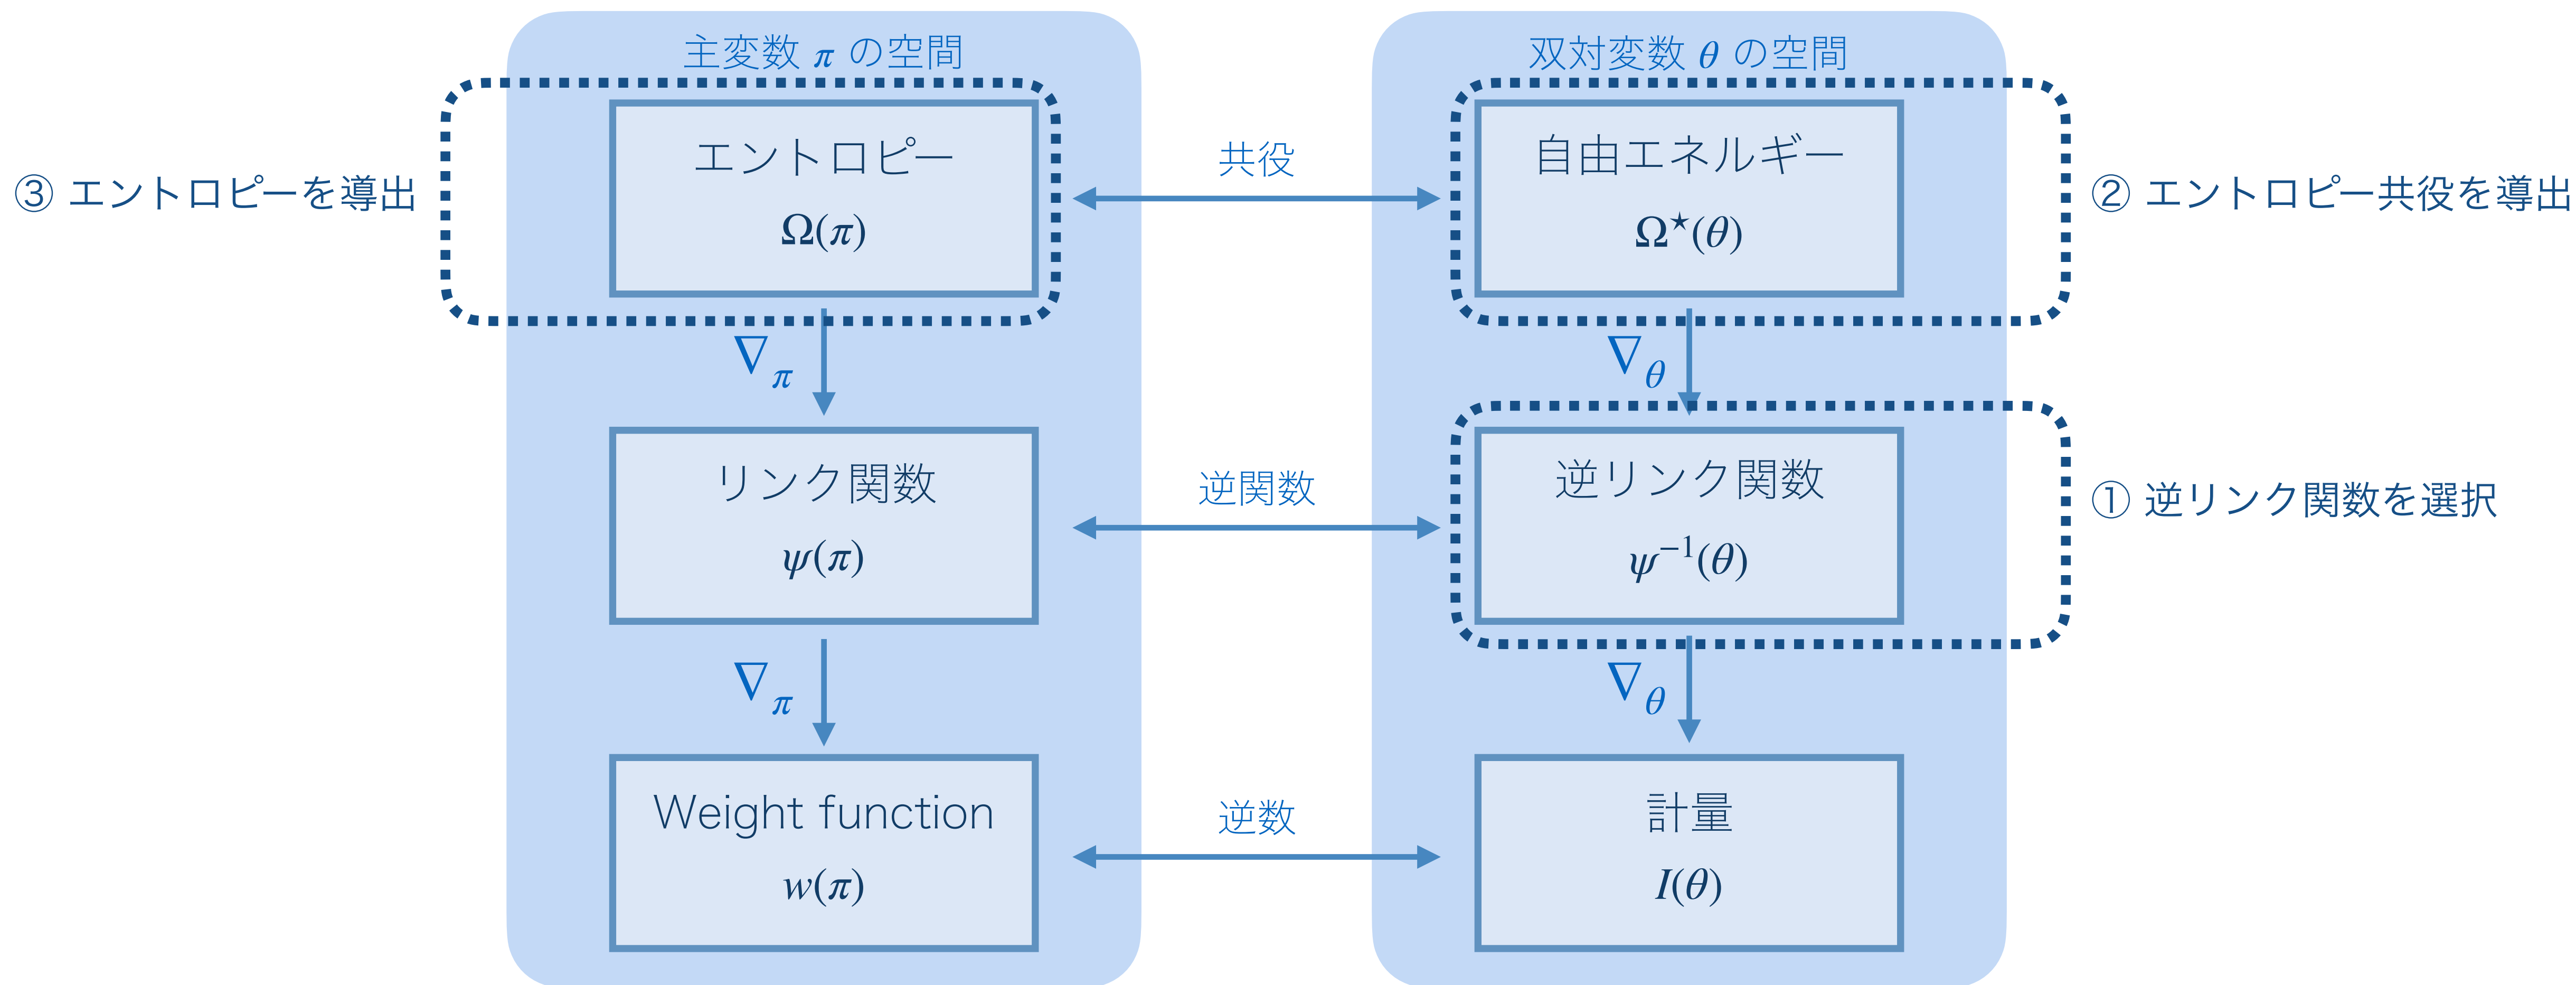 主変数 π の空間
双対変数 θ の空間
③ エントロピーを導出
エントロピー
Ω(π)
共役
自由エネルギー
Ω★(θ)
② エントロピー共役を導出
∇π
∇θ
リンク関数
ψ(π)
逆関数
逆リンク関数
ψ−1(θ)
① 逆リンク関数を選択
∇π
∇θ
Weight function
w(π)
逆数
計量
I(θ)